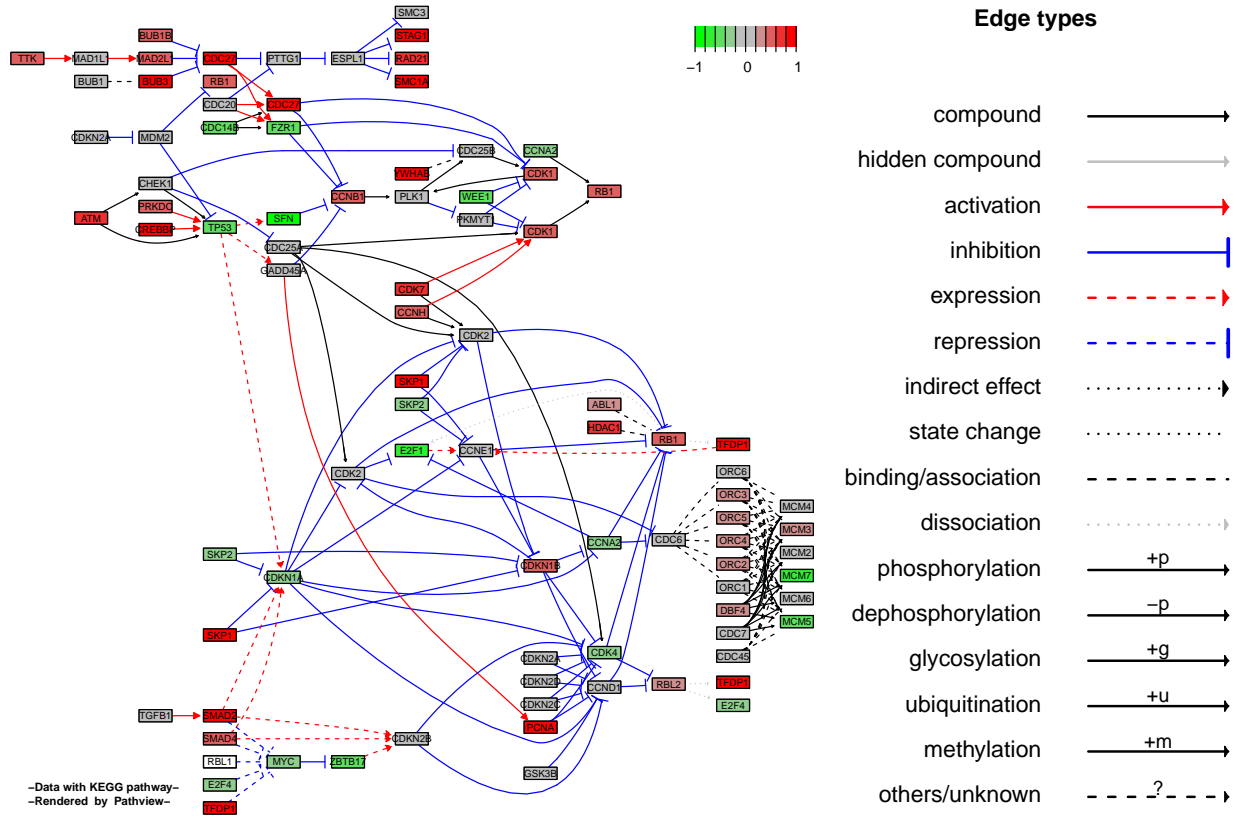 Edge types
−1 0 1
compound
hidden compound
activation
inhibition
expression
repression
indirect effect
state change
binding/association
dissociation
phosphorylation +p
dephosphorylation −p
glycosylation +g
ubiquitination +u
methylation +m
others/unknown ?
SMC3
BUB1B STAG1
TTK MAD1L MAD2L1 CDC27 PTTG1 ESPL1 RAD21
BUB1 BUB3 RB1 SMC1A
CDC20 CDC27
CDC14B FZR1
CDKN2A MDM2
CDC25B CCNA2
YWHAB CDK1
CHEK1 CCNB1 PLK1 WEE1 RB1
PRKDC
ATM SFN PKMYT1
CREBBP TP53 CDK1
CDC25A
GADD45A
CDK7
CCNH
CDK2
SKP1
SKP2 ABL1
HDAC1
E2F1 CCNE1 RB1 TFDP1
CDK2 ORC6
ORC3 MCM4
ORC5 MCM3
CCNA2 CDC6 ORC4 MCM2
SKP2 CDKN1B ORC2 MCM7
CDKN1A ORC1 MCM6
DBF4 MCM5
SKP1 CDC7
CDK4 CDC45
CDKN2A
CDKN2D CCND1 RBL2 TFDP1
CDKN2C E2F4
TGFB1 SMAD2 PCNA
SMAD4 CDKN2B
RBL1 MYC ZBTB17
GSK3B
E2F4
TFDP1
−Data with KEGG pathway−
−Rendered by Pathview−